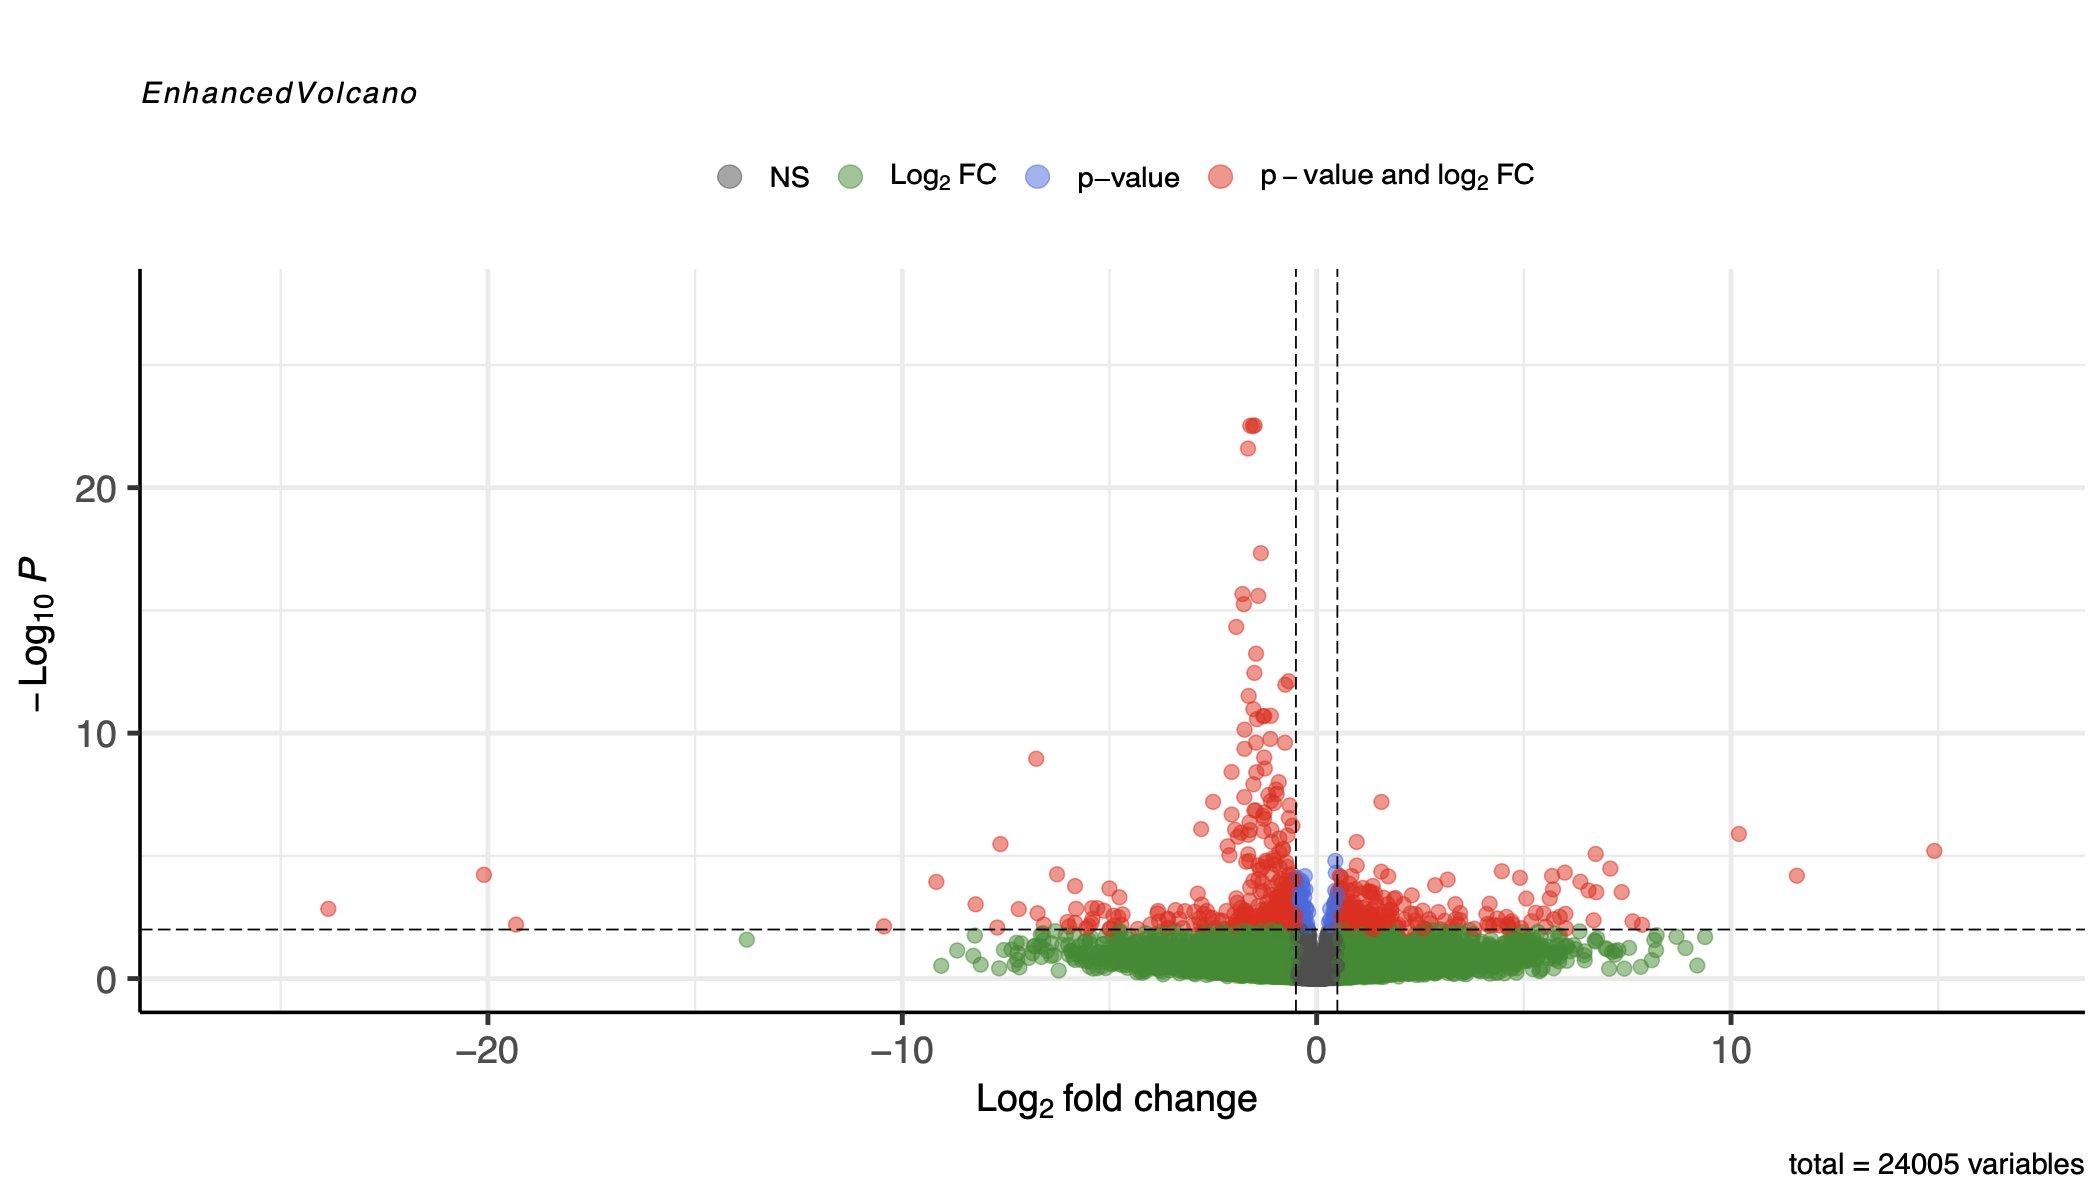 EnhancedVolcano
NS Log₂ FC p−value p − value and log₂ FC
− Log₁₀ P
20
10
0
−20 −10 0 10
Log₂ fold change
total = 24005 variables